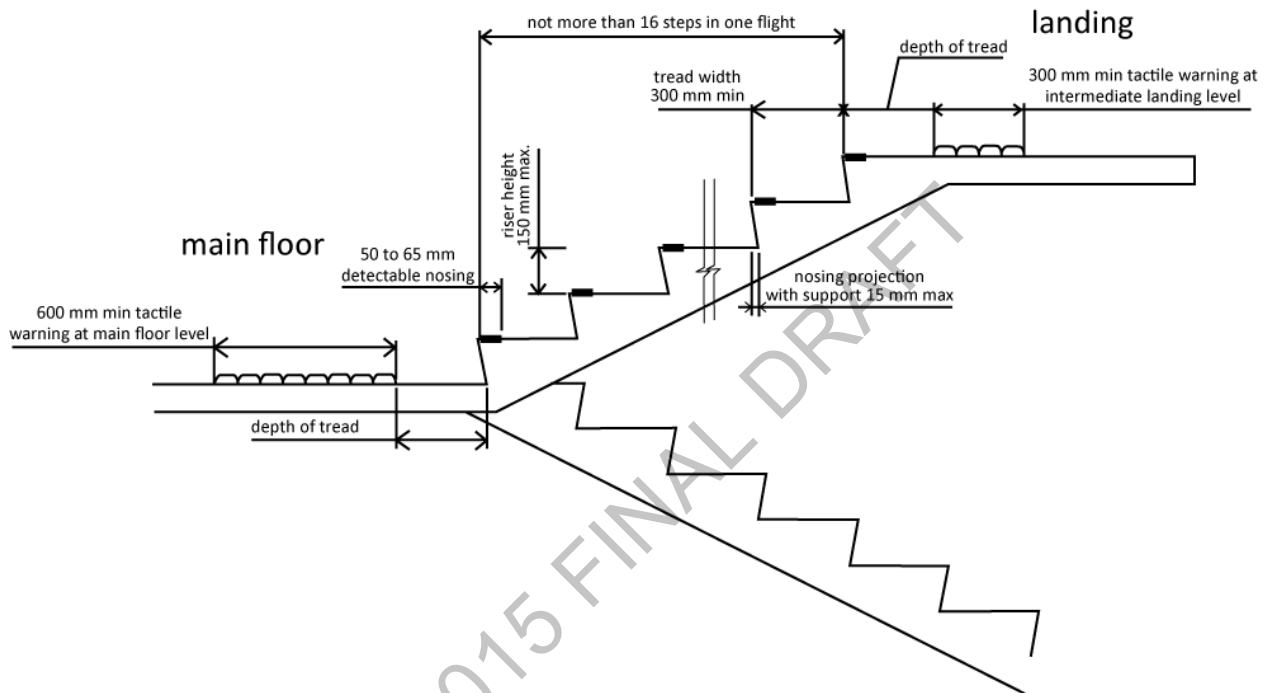 not more than 16 steps in one flight
landing
depth of tread
tread width
300 mm min
300 mm min tactile warning at
intermediate landing level
riser height
150 mm max.
main floor
50 to 65 mm
detectable nosing
nosing projection
with support 15 mm max
600 mm min tactile
warning at main floor level
depth of tread
015 FINAL DRAFT